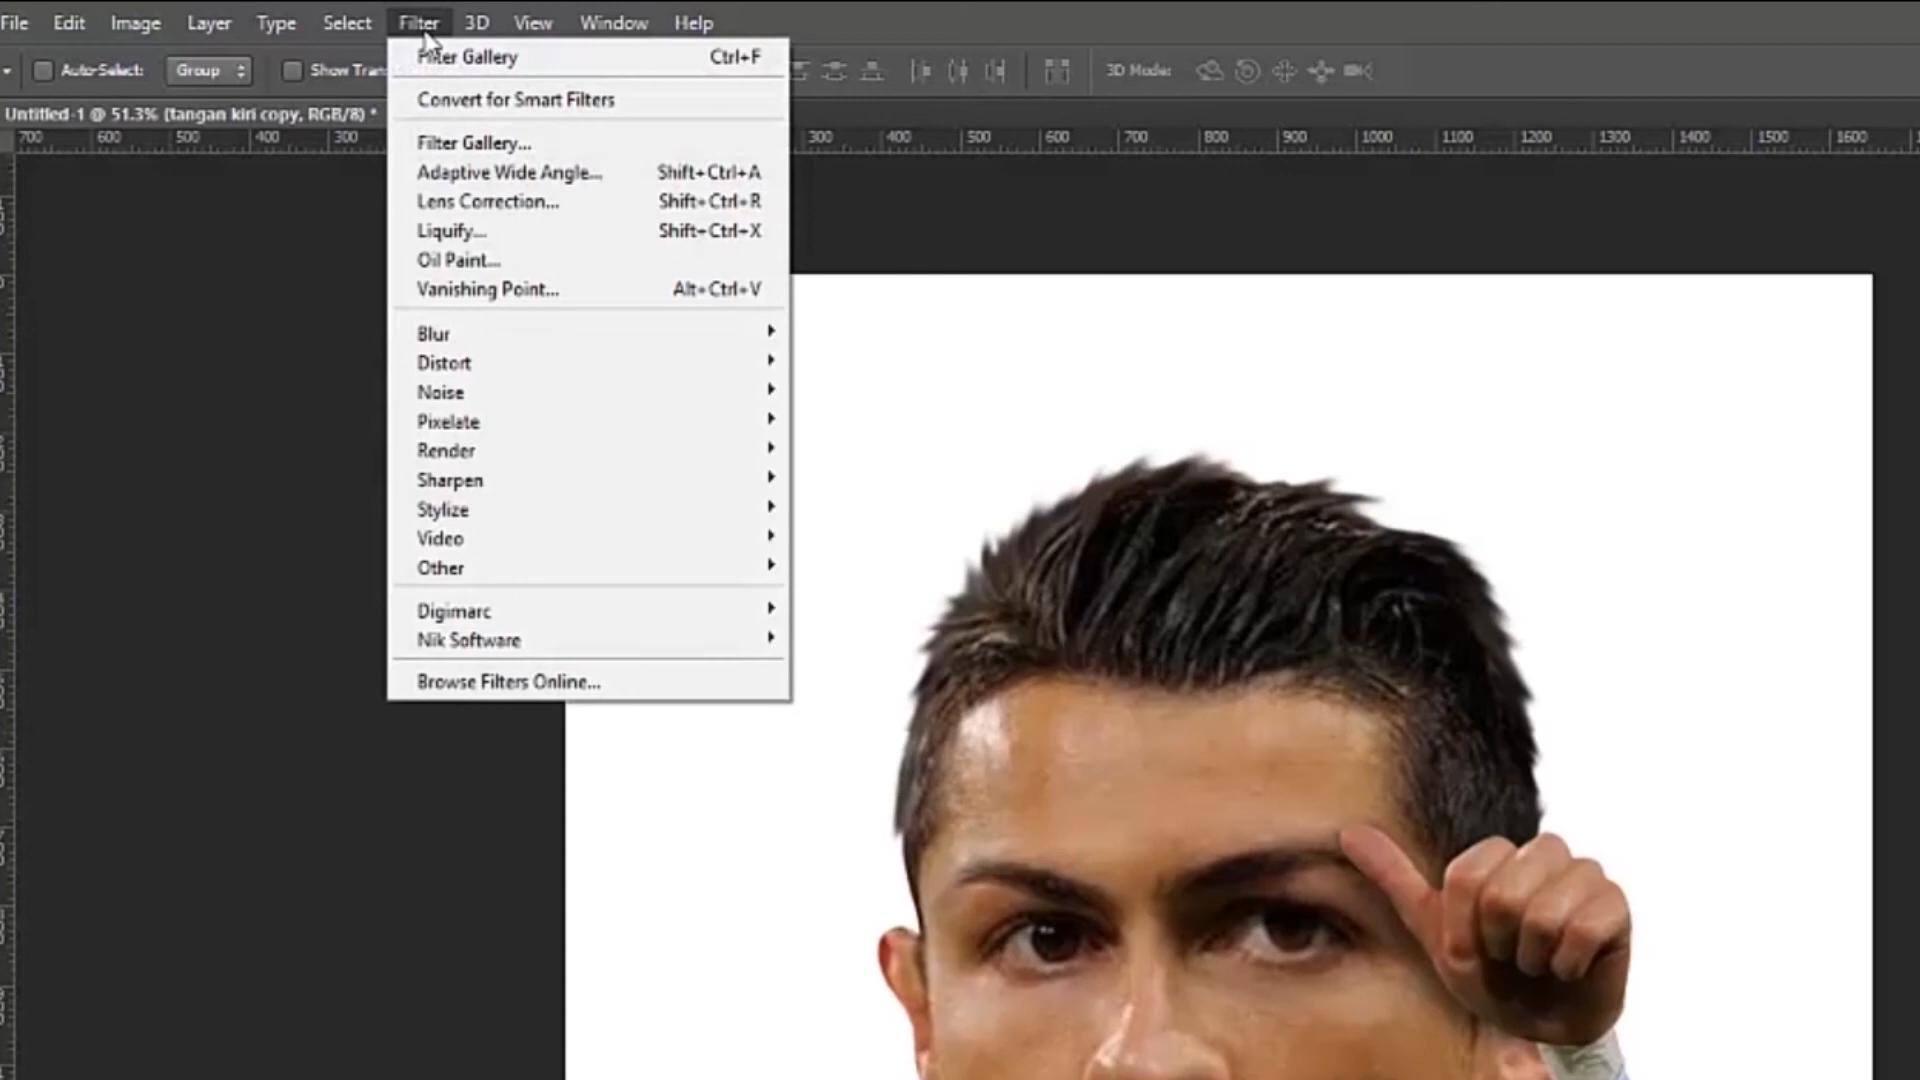 File Edit Image Layer Type Select Filter 3D View Window Help
Auto-Select: Group Show Tran 3D Mode:
Untitled-1 @ 51.3% (tangan kiri copy, RGB/8) *
700 600 500 400 300 300 400 500 600 700 800 900 1000 1100 1200 1300 1400 1500 1600
Filter Gallery Ctrl+F
Convert for Smart Filters
Filter Gallery...
Adaptive Wide Angle... Shift+Ctrl+A
Lens Correction... Shift+Ctrl+R
Liquify... Shift+Ctrl+X
Oil Paint...
Vanishing Point... Alt+Ctrl+V
Blur
Distort
Noise
Pixelate
Render
Sharpen
Stylize
Video
Other
Digimarc
Nik Software
Browse Filters Online...